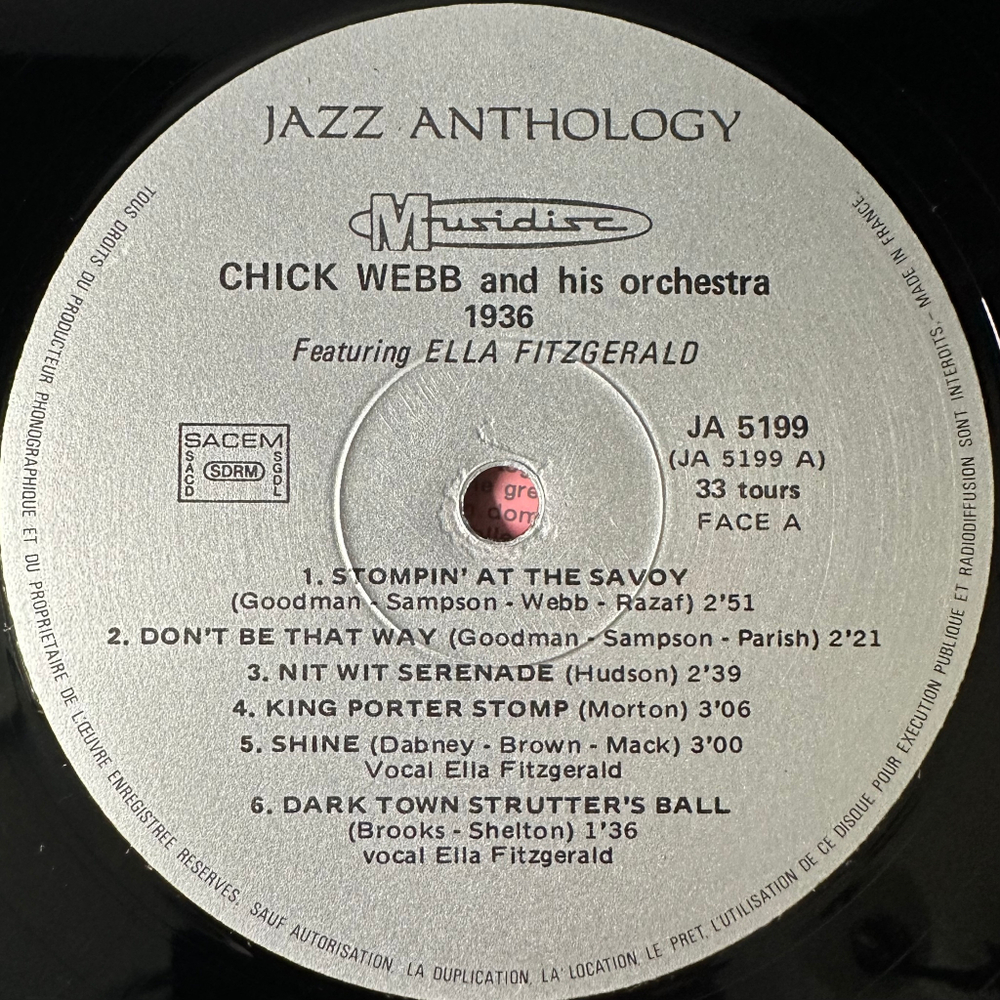 JAZZ ANTHOLOGY
Musidisc
CHICK WEBB and his orchestra
1936
Featuring ELLA FITZGERALD
SACEM
SACD
SDRM
SGDL
JA 5199
(JA 5199 A)
33 tours
FACE A
gre
dom
1. STOMPIN' AT THE SAVOY
(Goodman - Sampson - Webb - Razaf) 2'51
2. DON'T BE THAT WAY (Goodman - Sampson - Parish) 2'21
3. NIT WIT SERENADE (Hudson) 2'39
4. KING PORTER STOMP (Morton) 3'06
5. SHINE (Dabney - Brown - Mack) 3'00
Vocal Ella Fitzgerald
6. DARK TOWN STRUTTER'S BALL
(Brooks - Shelton) 1'36
vocal Ella Fitzgerald
TOUS DROITS DU PRODUCTEUR PHONOGRAPHIQUE ET DU PROPRIETAIRE DE L'ŒUVRE ENREGISTREE RESERVES. SAUF AUTORISATION, LA DUPLICATION, LA LOCATION, LE PRET, L'UTILISATION DE CE DISQUE POUR EXECUTION PUBLIQUE ET RADIODIFFUSION SONT INTERDITS. - MADE IN FRANCE.